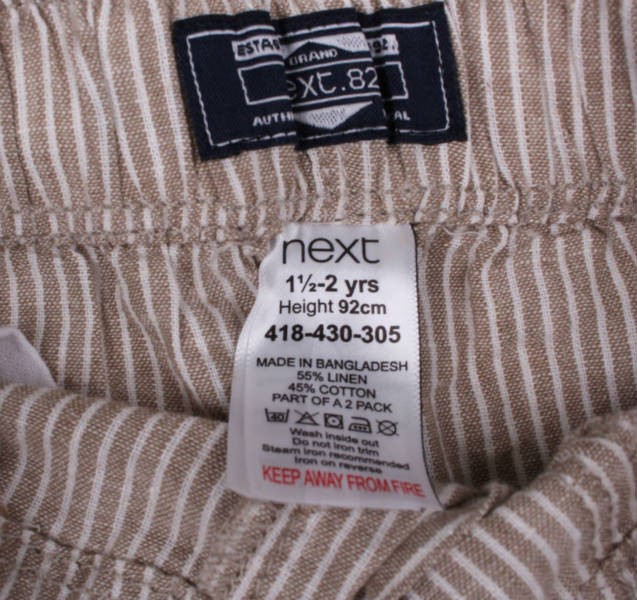 BRAND
next
1½-2 yrs
Height 92cm
418-430-305
MADE IN BANGLADESH
55% LINEN
45% COTTON
PART OF A 2 PACK
40
Wash inside out
Do not iron trim
Steam iron recommended
Iron on reverse
KEEP AWAY FROM FIRE